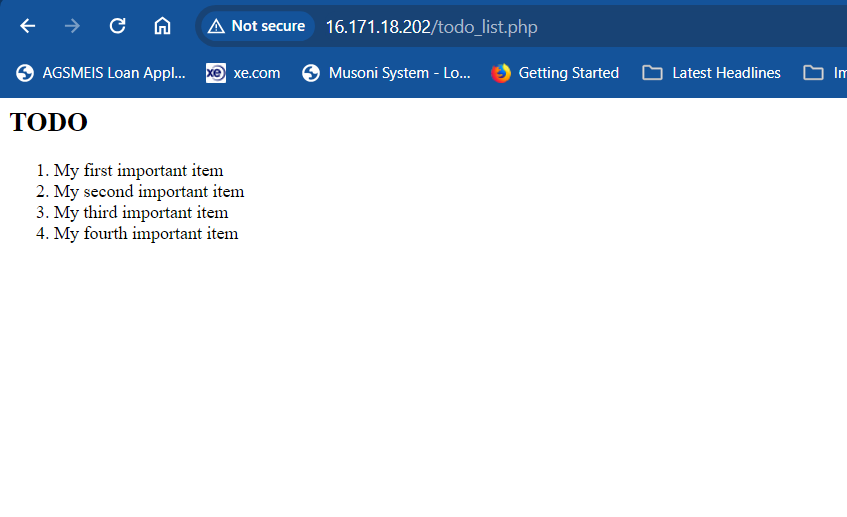 Not secure 16.171.18.202/todo_list.php
AGSMEIS Loan Appl... xe xe.com Musoni System - Lo... Getting Started Latest Headlines Im
TODO
1. My first important item
2. My second important item
3. My third important item
4. My fourth important item